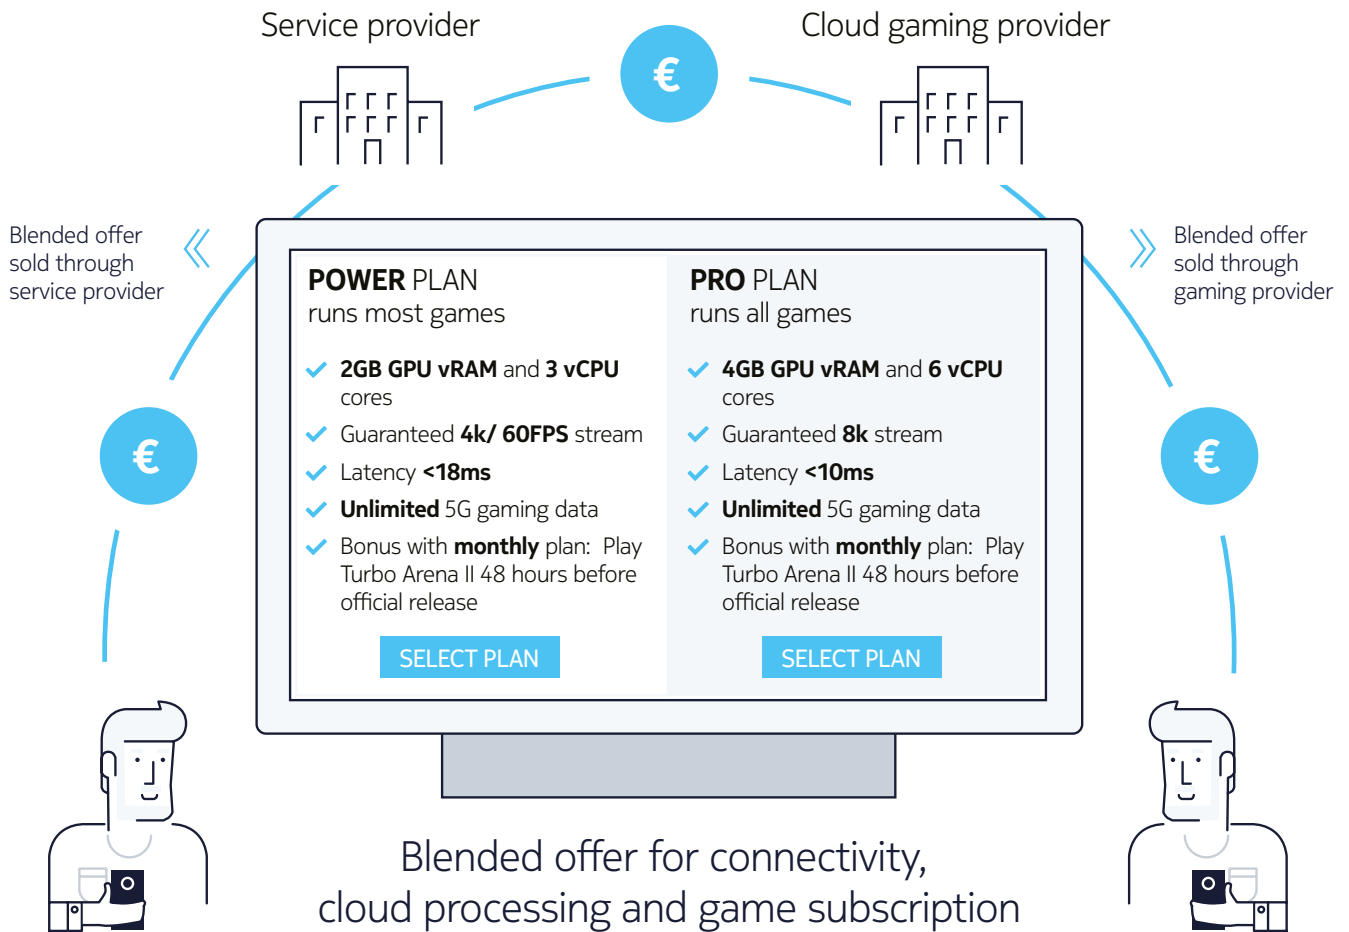 Service provider
Cloud gaming provider
€
Blended offer
sold through
service provider
Blended offer
sold through
gaming provider
POWER PLAN
runs most games
2GB GPU vRAM and 3 vCPU
cores
Guaranteed 4k/ 60FPS stream
Latency <18ms
Unlimited 5G gaming data
Bonus with monthly plan: Play
Turbo Arena II 48 hours before
official release
SELECT PLAN
PRO PLAN
runs all games
4GB GPU vRAM and 6 vCPU
cores
Guaranteed 8k stream
Latency <10ms
Unlimited 5G gaming data
Bonus with monthly plan: Play
Turbo Arena II 48 hours before
official release
SELECT PLAN
€
€
Blended offer for connectivity,
cloud processing and game subscription